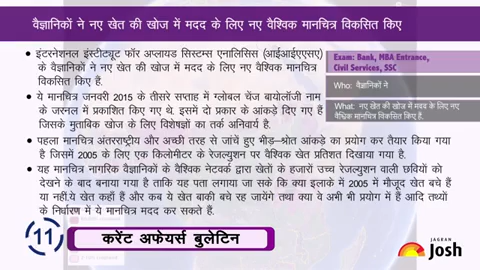 वैज्ञानिकों ने नए खेत की खोज में मदद के लिए नए वैश्विक मानचित्र विकसित किए
• इंटरनेशनल इंस्टीट्यूट फॉर अप्लायड सिस्टम्स एनालिसिस (आईआईएएसए)
के वैज्ञानिकों ने नए खेत की खोज में मदद के लिए नए वैश्विक मानचित्र
विकसित किए हैं.
• ये मानचित्र जनवरी 2015 के तीसरे सप्ताह में ग्लोबल चेंज बायोलॉजी नाम
के जरनल में प्रकाशित किए गए थे. इसमें दो प्रकार के आंकड़े दिए गए हैं
जिसके मुताबिक खोज के लिए विशेषज्ञों का तर्क अनिवार्य है.
• पहला मानचित्र अंतरराष्ट्रीय और अच्छी तरह से जांचे हुए भीड़–श्रोत आंकड़े का प्रयोग कर तैयार किया गया
है जिसमें 2005 के लिए एक किलोमीटर के रेजल्युशन पर वैश्विक खेत प्रतिशत दिखाया गया है.
• यह मानचित्र नागरिक वैज्ञानिकों के वैश्विक नेटवर्क द्वारा खेतों के हजारों उच्च रेजल्युशन वाली छवियों को
देखने के बाद बनाया गया है ताकि यह पता लगाया जा सके कि क्या इलाके में 2005 में मौजूद खेत बचे हैं
या नहीं.ये खेत कहाँ हैं और कब ये खेत बाकी बचे रह जायेंगे तथा क्या वे अभी भी प्रयोग में हैं आदि तथ्यों
के निर्धारण में ये मानचित्र मदद कर सकते हैं.
Exam: Bank, MBA Entrance,
Civil Services, SSC
Who: वैज्ञानिकों ने
What: नए खेत की खोज में मदद के लिए नए
वैश्विक मानचित्र विकसित किए हैं.
11 करेंट अफेयर्स बुलेटिन
JAGRAN
Josh